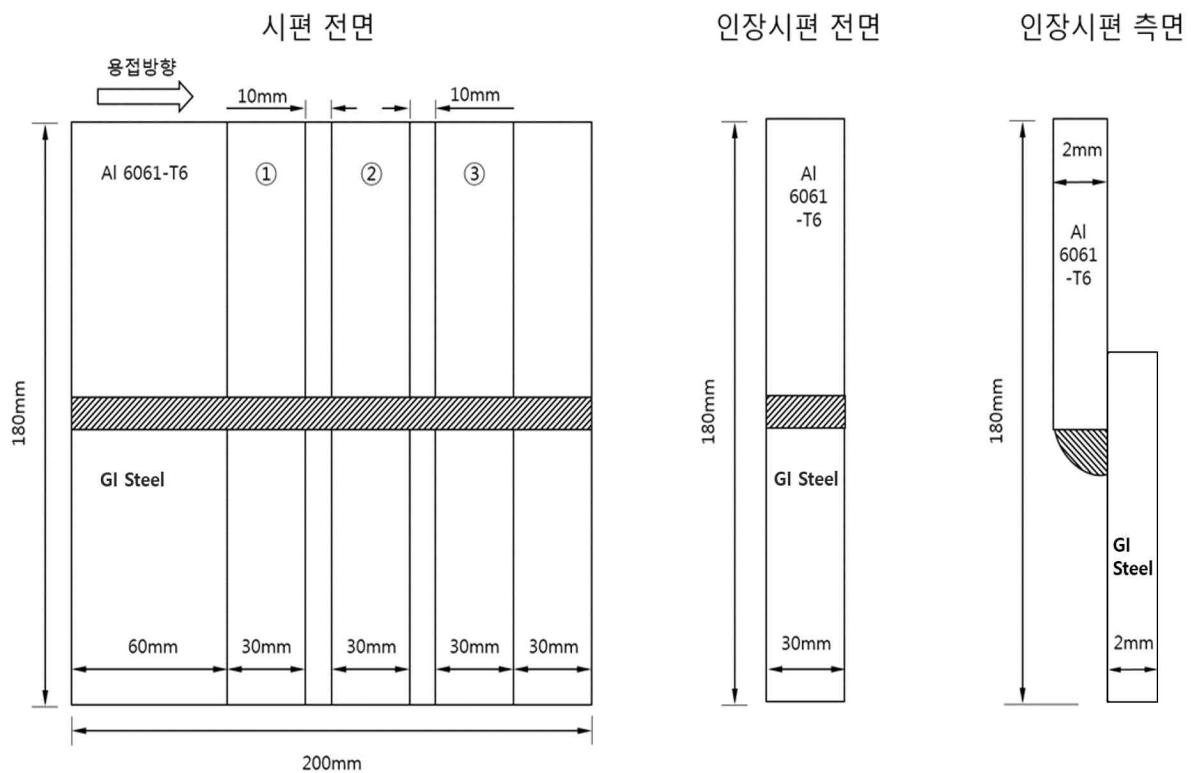 시편 전면
인장시편 전면
인장시편 측면
용접방향
10mm
10mm
Al 6061-T6
①
②
③
180mm
GI Steel
60mm
30mm
30mm
30mm
30mm
200mm
Al
6061
-T6
180mm
GI Steel
30mm
2mm
Al
6061
-T6
180mm
GI
Steel
2mm